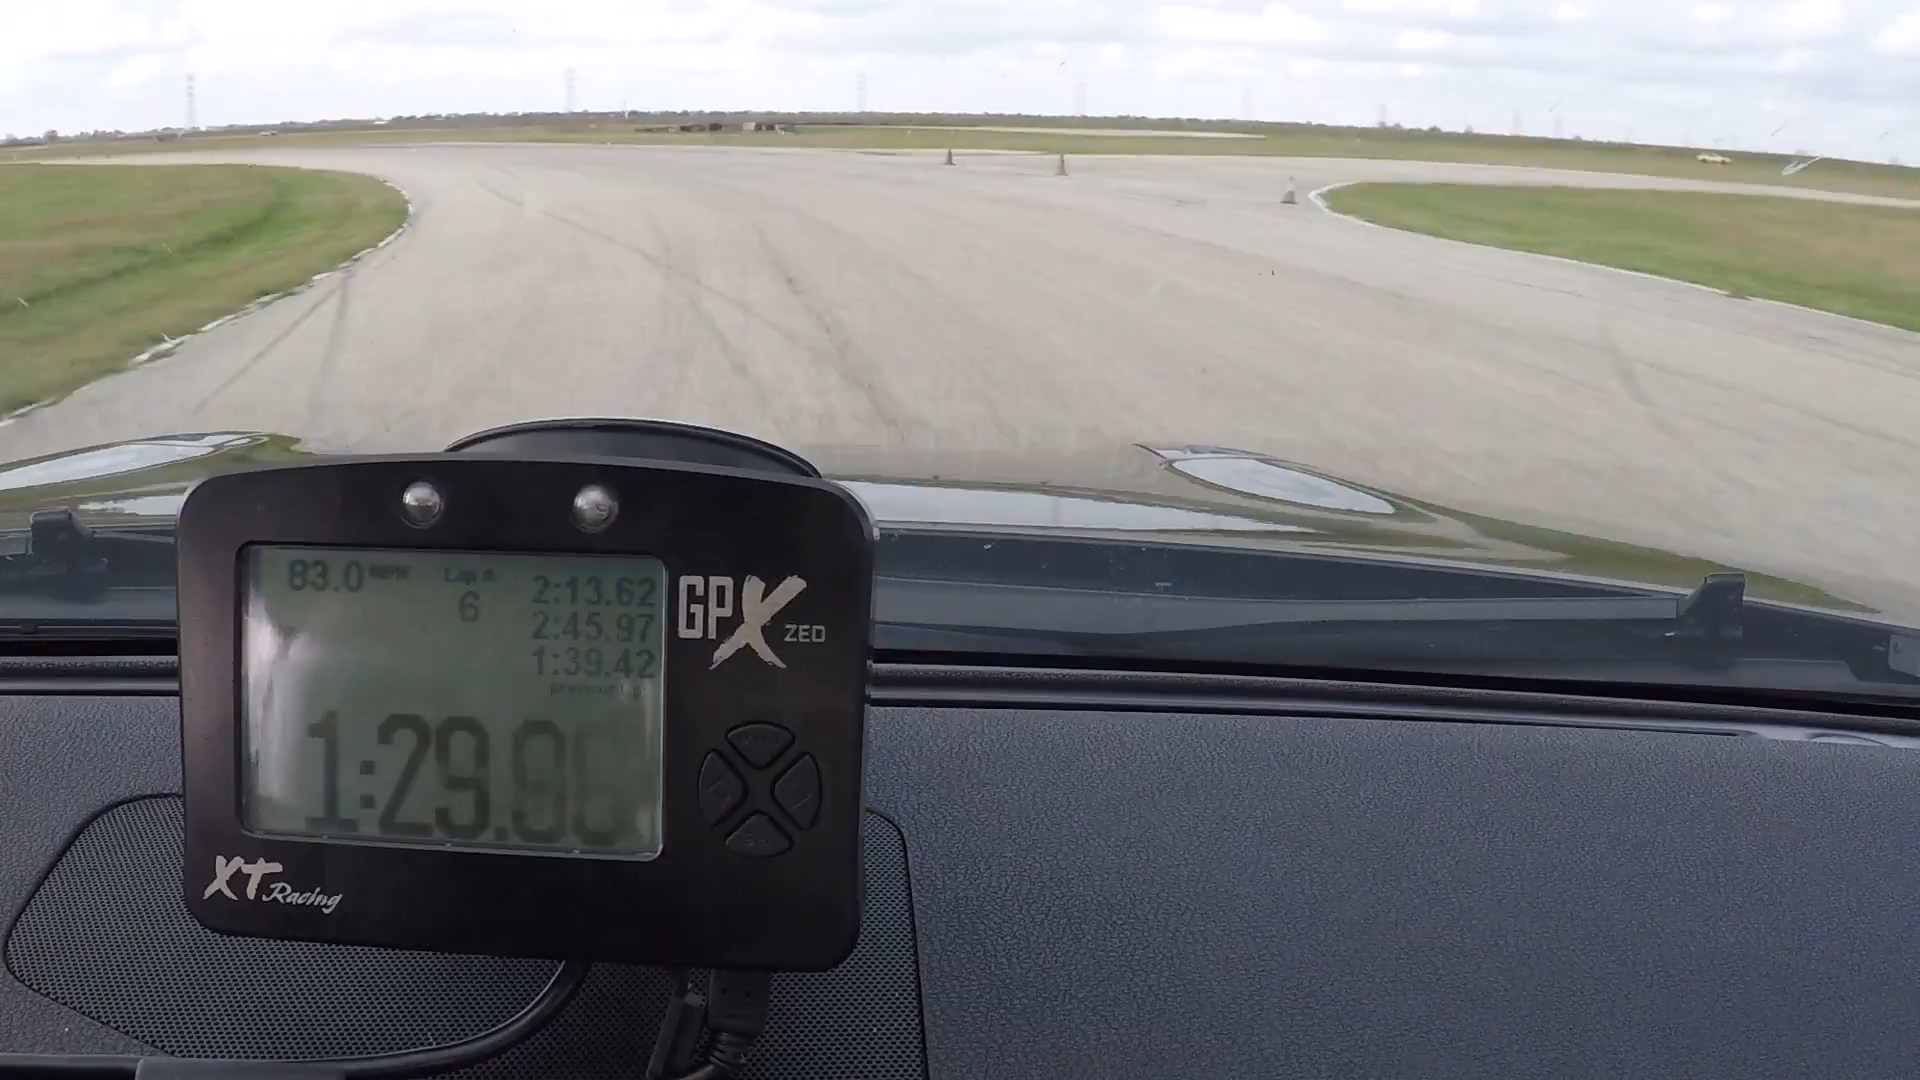 83.0 MPH
Lap #
6
2:13.62
2:45.97
1:39.42
1:29.9
GPX ZED
XT Racing